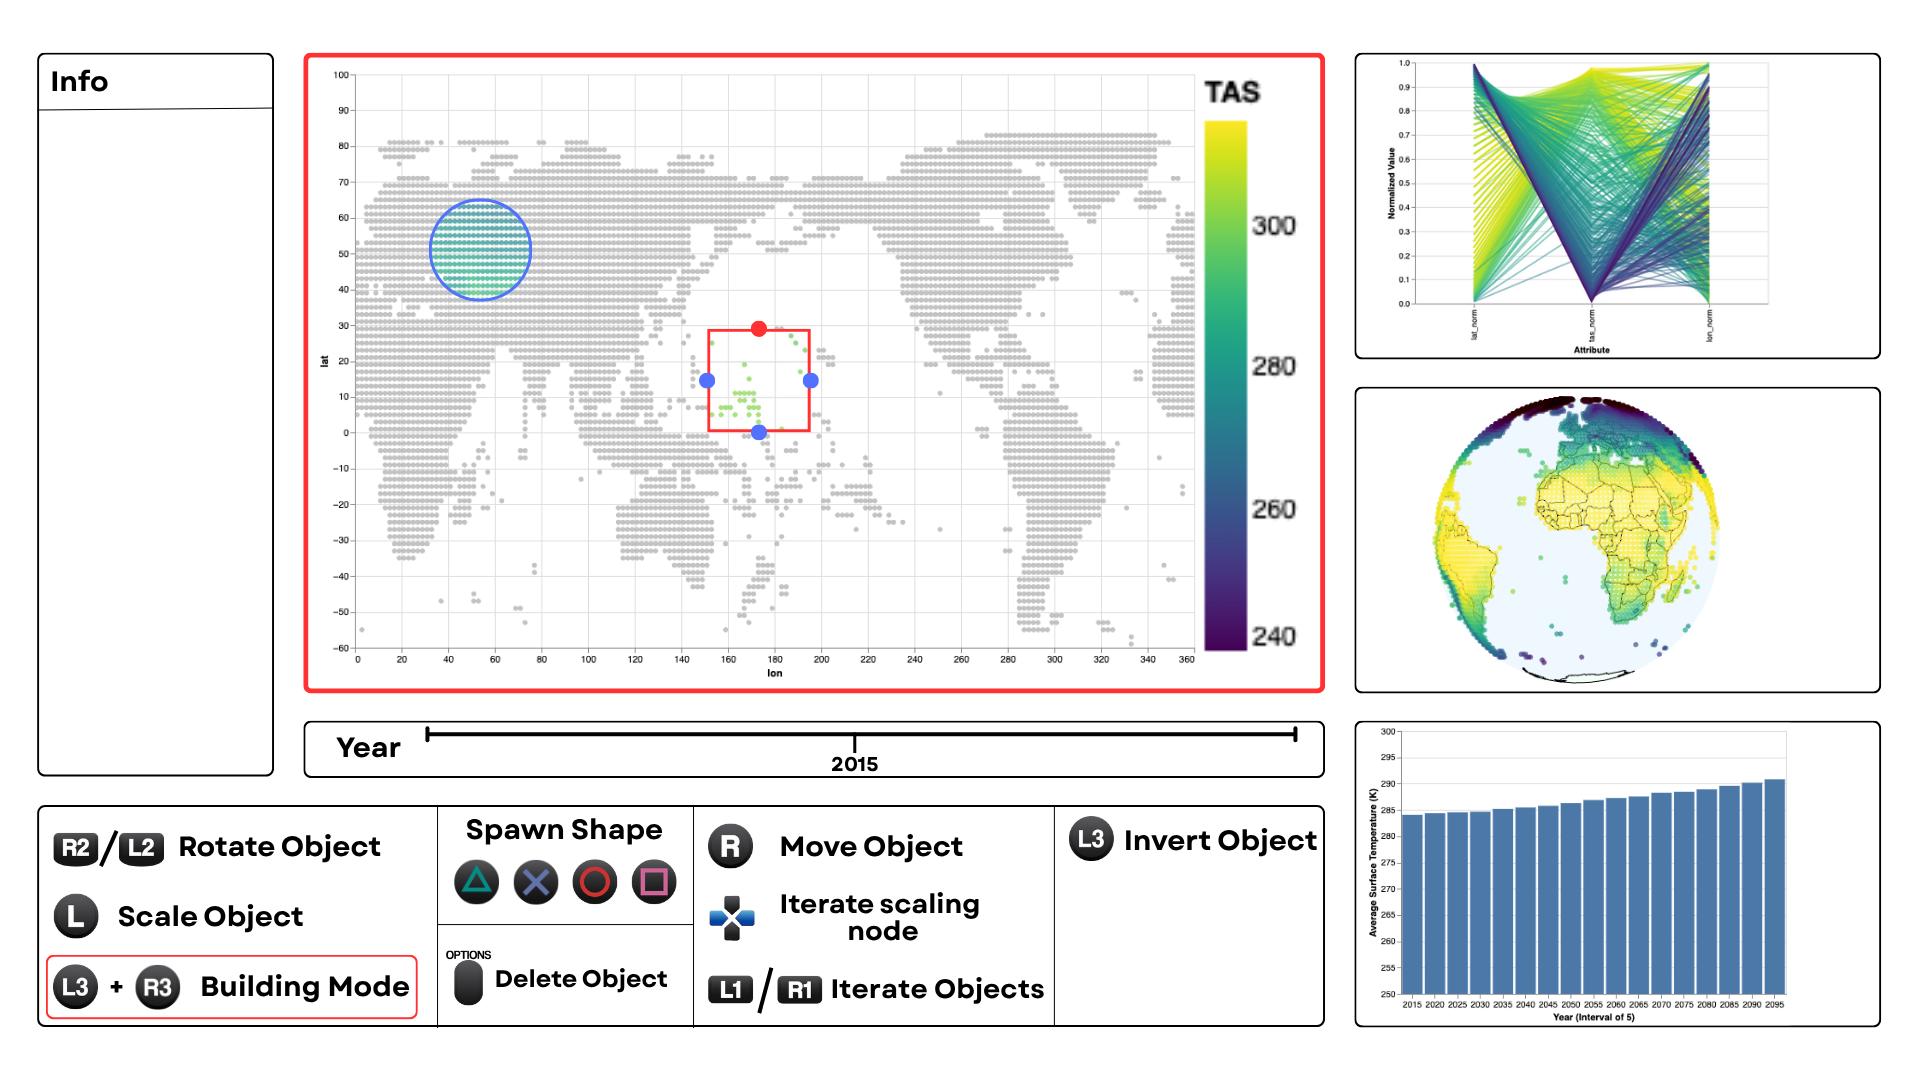 Info
100
90
80
70
60
50
40
30
20
10
0
−10
−20
−30
−40
−50
−60
lat
0 20 40 60 80 100 120 140 160 180 200 220 240 260 280 300 320 340 360
lon
TAS
300
280
260
240
Year
2015
R2 / L2 Rotate Object
L Scale Object
L3 + R3 Building Mode
Spawn Shape
OPTIONS
Delete Object
R Move Object
Iterate scaling
node
L1 / R1 Iterate Objects
L3 Invert Object
1.0
0.9
0.8
0.7
0.6
0.5
0.4
0.3
0.2
0.1
0.0
Normalized Value
lat_norm
tas_norm
lon_norm
Attribute
300
295
290
285
280
275
270
265
260
255
250
Average Surface Temperature (K)
2015 2020 2025 2030 2035 2040 2045 2050 2055 2060 2065 2070 2075 2080 2085 2090 2095
Year (Interval of 5)